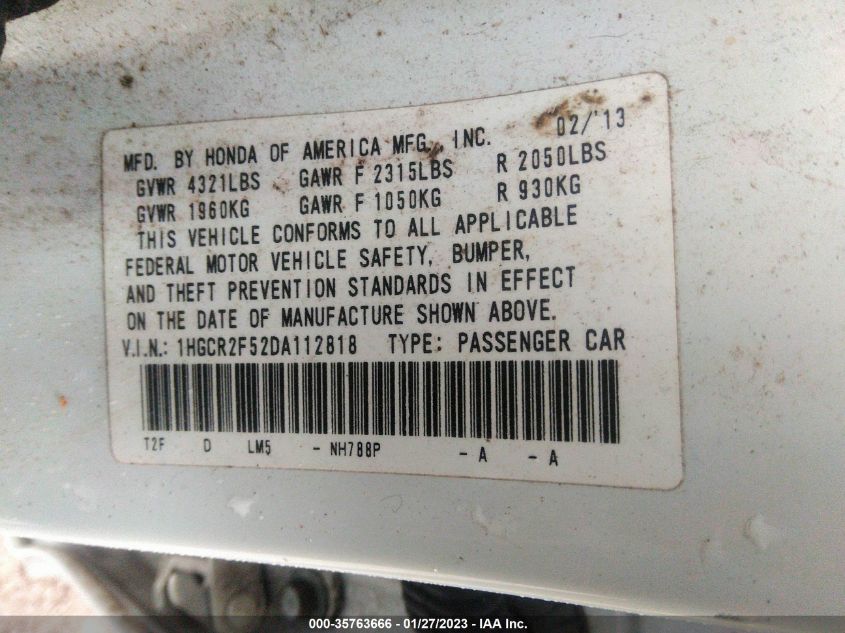 02/'13
MFD. BY HONDA OF AMERICA MFG., INC.
GVWR 4321LBS GAWR F 2315LBS R 2050LBS
GVWR 1960KG GAWR F 1050KG R 930KG
THIS VEHICLE CONFORMS TO ALL APPLICABLE
FEDERAL MOTOR VEHICLE SAFETY, BUMPER,
AND THEFT PREVENTION STANDARDS IN EFFECT
ON THE DATE OF MANUFACTURE SHOWN ABOVE.
V.I.N.: 1HGCR2F52DA112818 TYPE: PASSENGER CAR
T2F D LM5 - NH788P - A - A
000-35763666 - 01/27/2023 - IAA Inc.